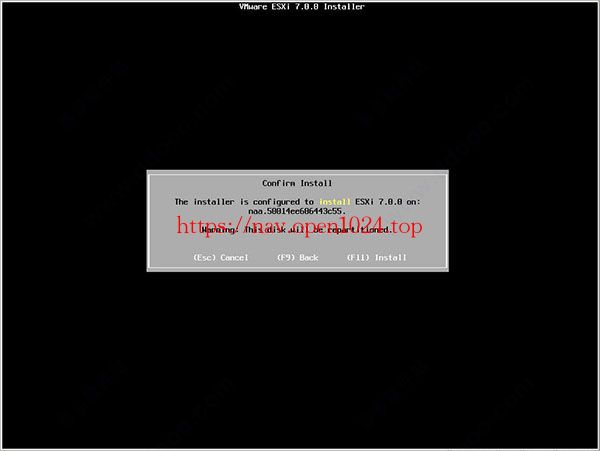 VMware ESXi 7.0.0 Installer
Confirm Install
The installer is configured to install ESXi 7.0.0 on:
naa.50014ee606443c55.
https://nav.open1024.top
Warning: This disk will be repartitioned.
(Esc) Cancel (F9) Back (F11) Install